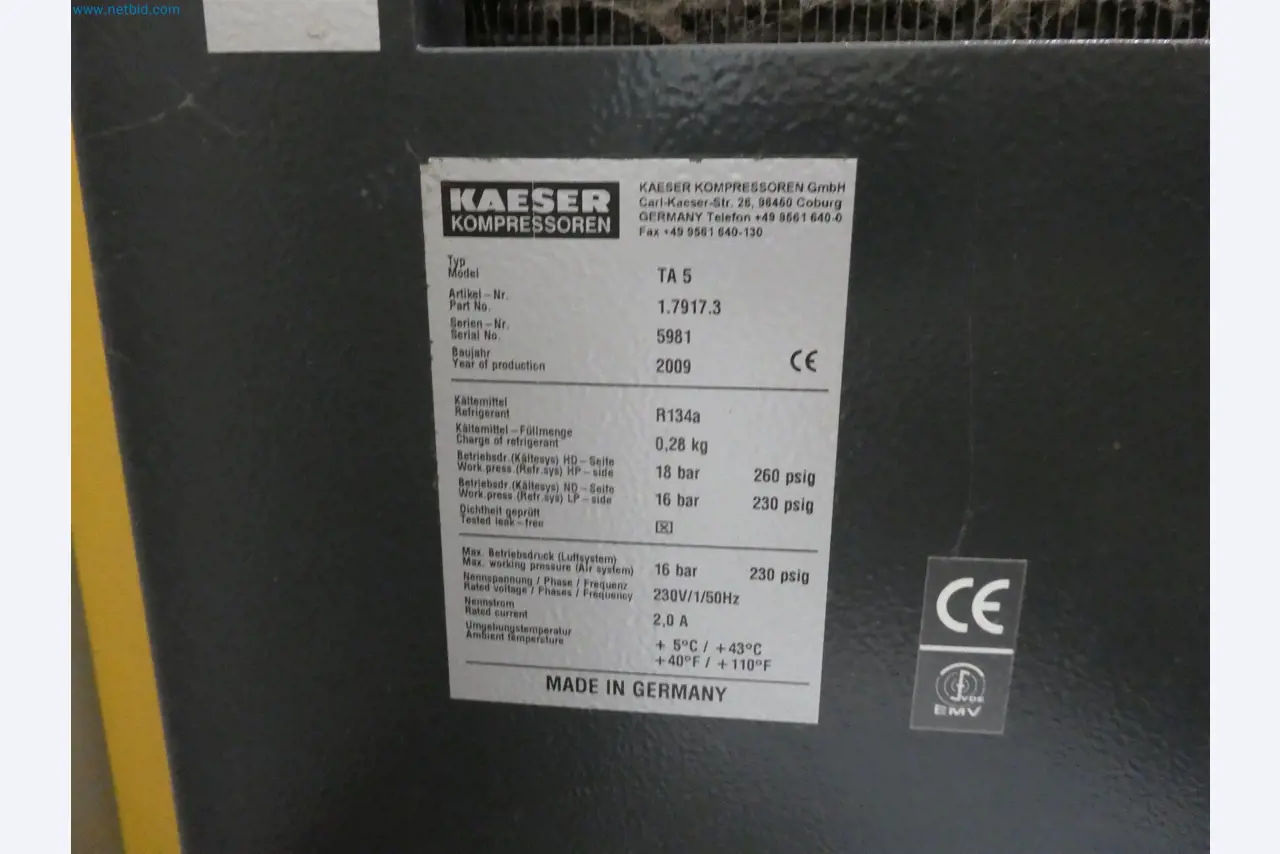 www.netbid.com
KAESER
KOMPRESSOREN
KAESER KOMPRESSOREN GmbH
Carl-Kaeser-Str. 26, 96450 Coburg
GERMANY Telefon +49 9561 640-0
Fax +49 9561 640-130
Typ
Model TA 5
Artikel-Nr.
Part No. 1.7917.3
Serien-Nr.
Serial No. 5981
Baujahr
Year of production 2009
CE
Kältemittel
Refrigerant R134a
Kältemittel-Füllmenge
Charge of refrigerant 0,28 kg
Betriebsdr.(Kältesys) HD-Seite
Work.press.(Refr.sys) HP-side 18 bar 260 psig
Betriebsdr.(Kältesys) ND-Seite
Work.press.(Refr.sys) LP-side 16 bar 230 psig
Dichtheit geprüft
Tested leak-free
Max. Betriebsdruck (Luftsystem)
Max. working pressure (Air system) 16 bar 230 psig
Nennspannung / Phase / Frequenz
Rated voltage / Phases / Frequency 230V/1/50Hz
Nennstrom
Rated current 2,0 A
Umgebungstemperatur
Ambient temperature + 5°C / +43°C
+40°F / +110°F
MADE IN GERMANY
CE
VDE
EMV